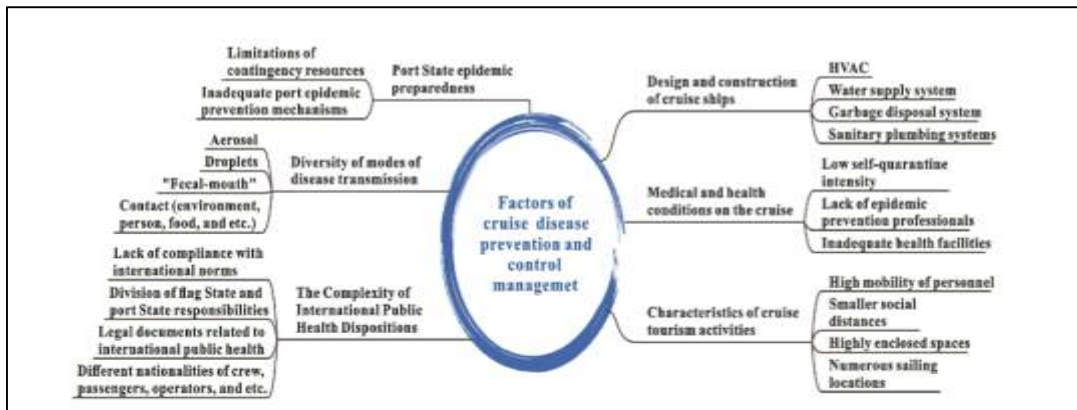 Limitations of
contingency resources
Inadequate port epidemic
prevention mechanisms
Port State epidemic
preparedness
Aerosol
Droplets
"Fecal-mouth"
Contact (environment,
person, food, and etc.)
Diversity of modes of
disease transmission
Lack of compliance with
international norms
Division of flag State and
port State responsibilities
Legal documents related to
international public health
Different nationalities of crew,
passengers, operators, and etc.
The Complexity of
International Public
Health Dispositions
Factors of
cruise disease
prevention and
control
managemet
Design and construction
of cruise ships
HVAC
Water supply system
Garbage disposal system
Sanitary plumbing systems
Medical and health
conditions on the cruise
Low self-quarantine
intensity
Lack of epidemic
prevention professionals
Inadequate health facilities
Characteristics of cruise
tourism activities
High mobility of personnel
Smaller social
distances
Highly enclosed spaces
Numerous sailing
locations